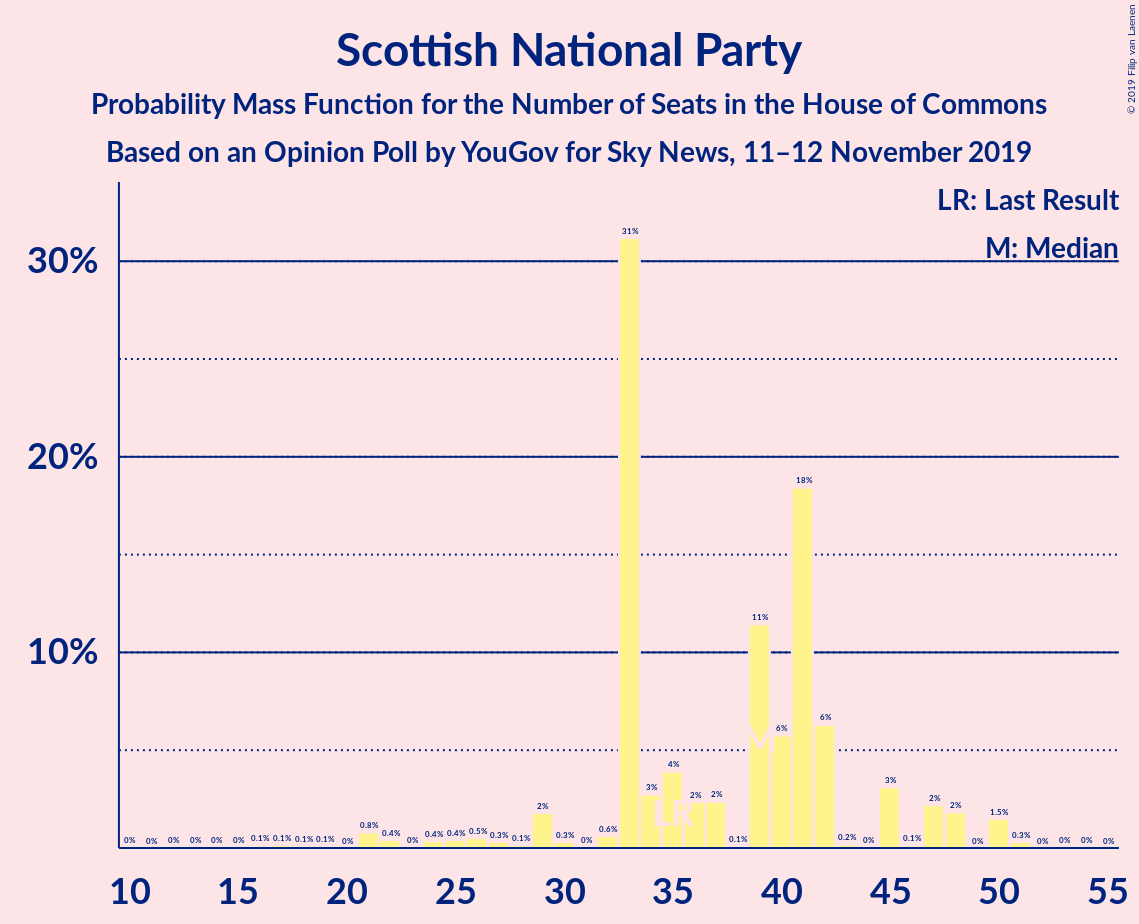 © 2019 Filip van Laenen
Scottish National Party
Probability Mass Function for the Number of Seats in the House of Commons
Based on an Opinion Poll by YouGov for Sky News, 11–12 November 2019
LR: Last Result
M: Median
30%
20%
10%
0% 0% 0% 0% 0% 0% 0.1% 0.1% 0.1% 0.1% 0% 0.8% 0.4% 0% 0.4% 0.4% 0.5% 0.3% 0.1% 2% 0.3% 0% 0.6% 31% 3% 4% 2% 2% 0.1% 11% 6% 18% 6% 0.2% 0% 3% 0.1% 2% 2% 0% 1.5% 0.3% 0% 0% 0% 0%
LR
M
10 15 20 25 30 35 40 45 50 55